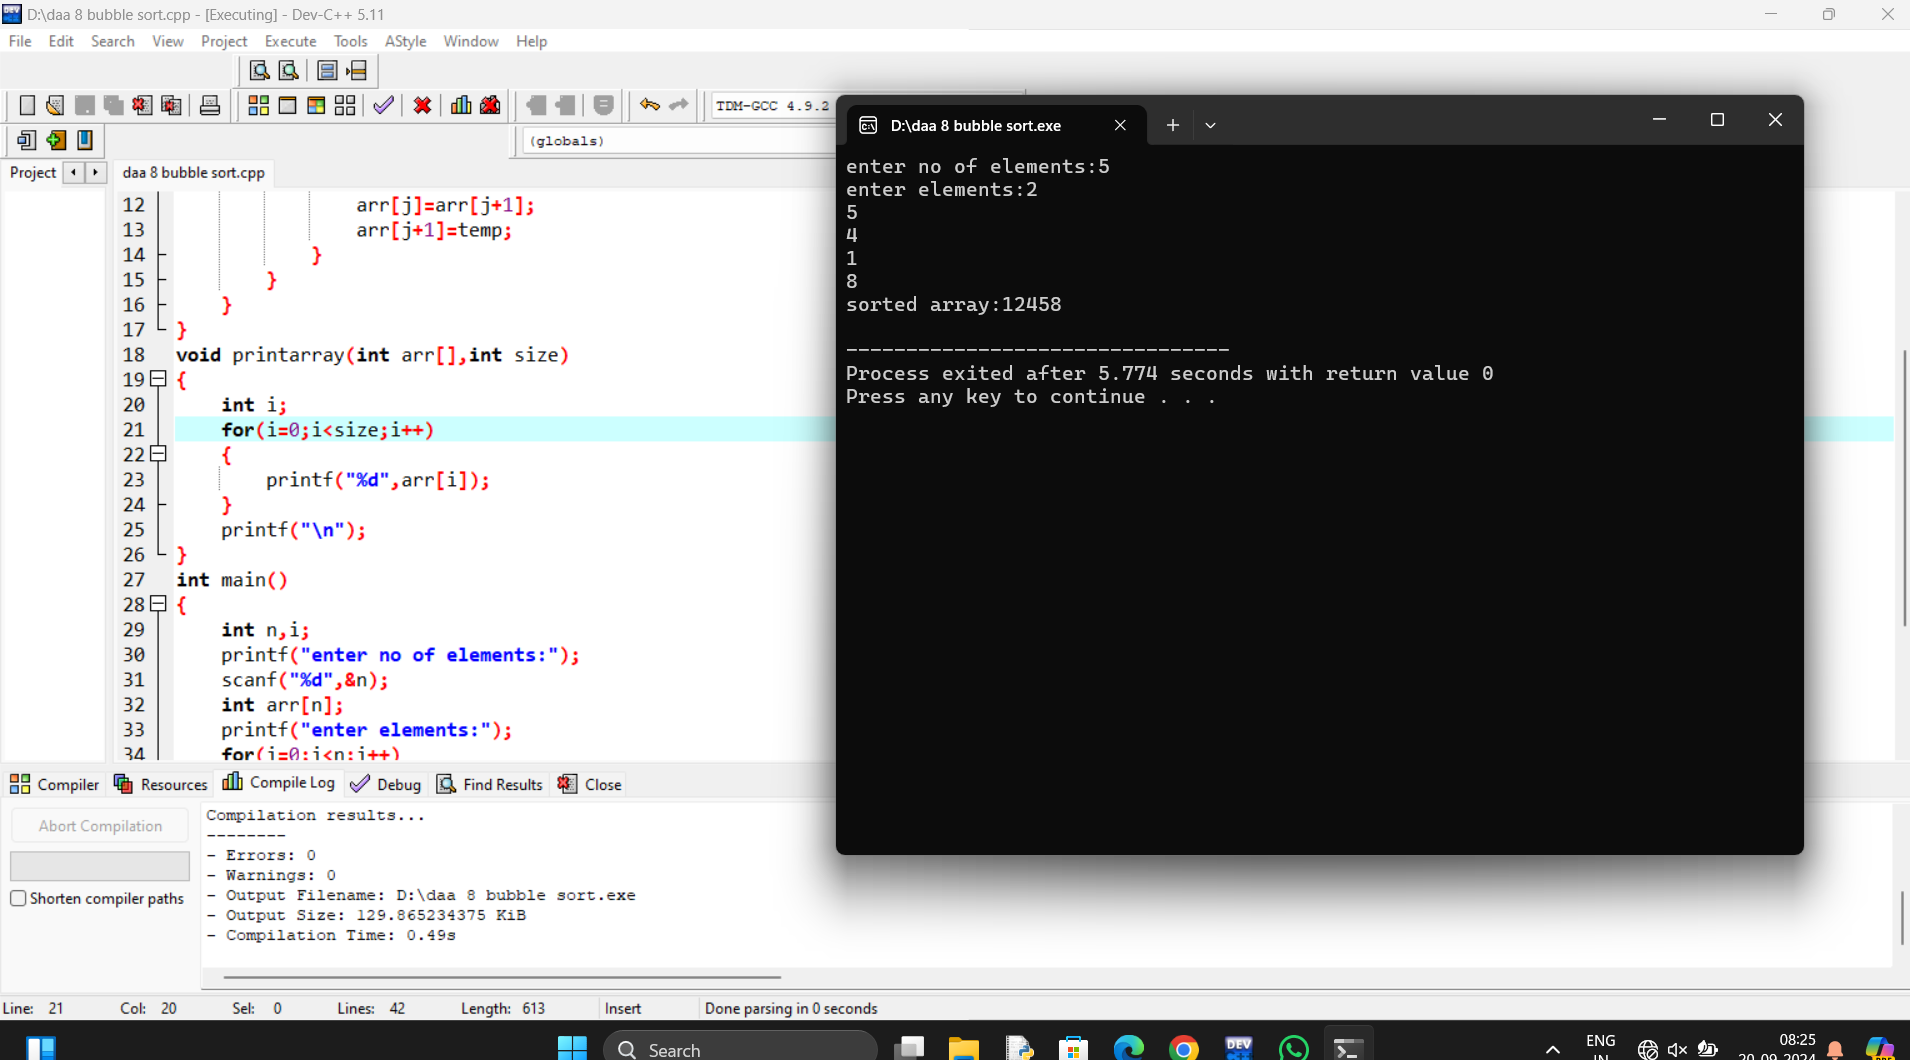 D:\daa 8 bubble sort.cpp - [Executing] - Dev-C++ 5.11
File Edit Search View Project Execute Tools AStyle Window Help
TDM-GCC 4.9.2
(globals)
Project
daa 8 bubble sort.cpp
12 arr[j]=arr[j+1];
13 arr[j+1]=temp;
14 }
15 }
16 }
17 }
18 void printarray(int arr[],int size)
19 {
20 int i;
21 for(i=0;i<size;i++)
22 {
23 printf("%d",arr[i]);
24 }
25 printf("\n");
26 }
27 int main()
28 {
29 int n,i;
30 printf("enter no of elements:");
31 scanf("%d",&n);
32 int arr[n];
33 printf("enter elements:");
34 for(i=0;i<n;i++)
D:\daa 8 bubble sort.exe
enter no of elements:5
enter elements:2
5
4
1
8
sorted array:12458
--------------------------------
Process exited after 5.774 seconds with return value 0
Press any key to continue . . .
Compiler Resources Compile Log Debug Find Results Close
Abort Compilation
Shorten compiler paths
Compilation results...
--------
- Errors: 0
- Warnings: 0
- Output Filename: D:\daa 8 bubble sort.exe
- Output Size: 129.865234375 KiB
- Compilation Time: 0.49s
Line: 21 Col: 20 Sel: 0 Lines: 42 Length: 613 Insert Done parsing in 0 seconds
Search
DEV
ENG
IN
08:25
20-09-2024